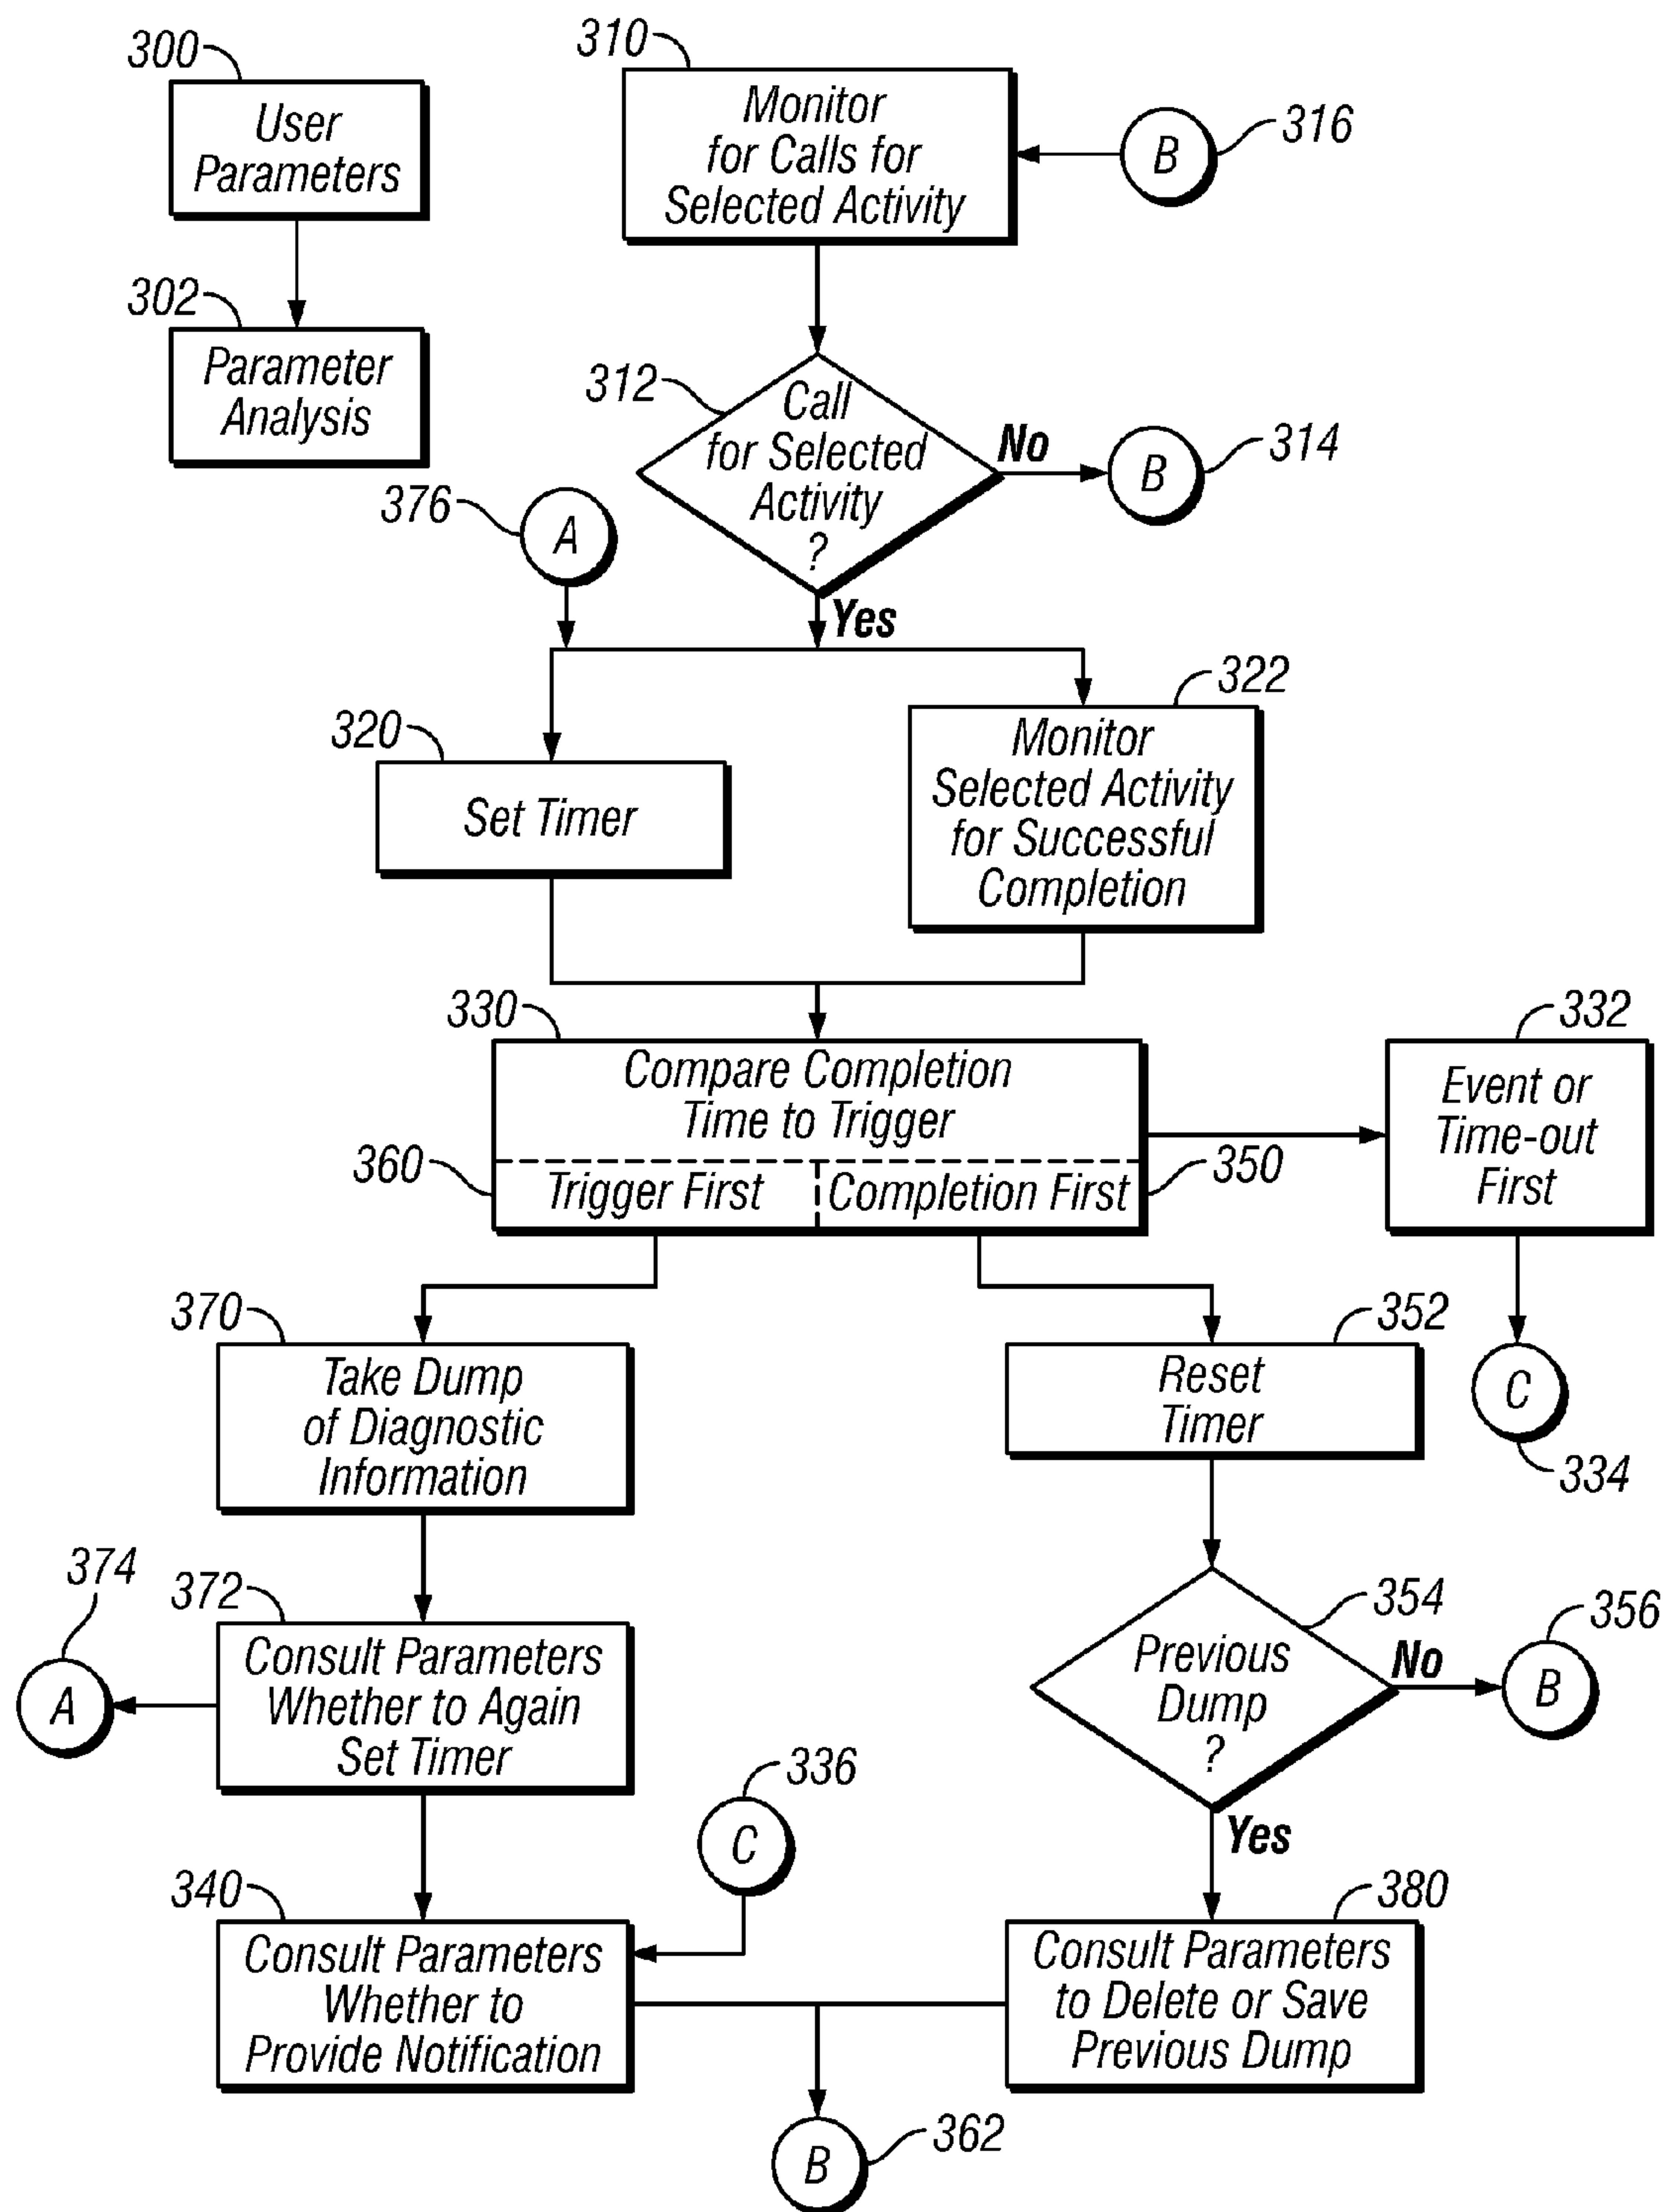 300
User
Parameters
302
Parameter
Analysis
310
Monitor
for Calls for
Selected Activity
B
316
312
Call
for Selected
Activity
?
No
B
314
376
A
Yes
320
Set Timer
322
Monitor
Selected Activity
for Successful
Completion
330
Compare Completion
Time to Trigger
360
Trigger First
Completion First
350
332
Event or
Time-out
First
C
334
370
Take Dump
of Diagnostic
Information
352
Reset
Timer
374
A
372
Consult Parameters
Whether to Again
Set Timer
354
Previous
Dump
?
No
356
B
Yes
336
C
340
Consult Parameters
Whether to
Provide Notification
380
Consult Parameters
to Delete or Save
Previous Dump
B
362